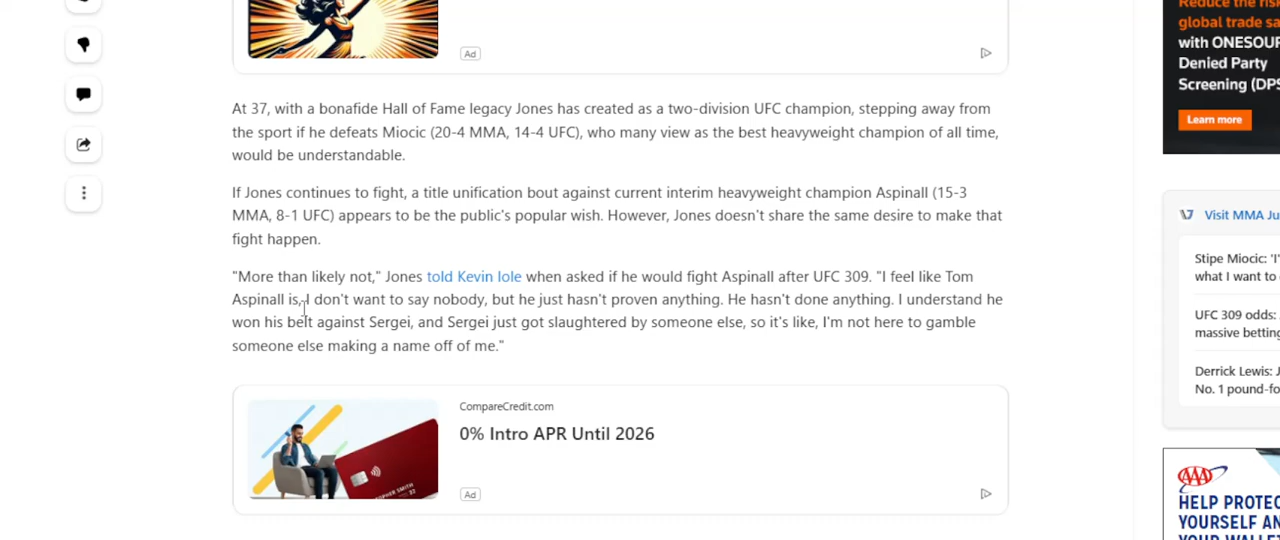 Ad
At 37, with a bonafide Hall of Fame legacy Jones has created as a two-division UFC champion, stepping away from
the sport if he defeats Miocic (20-4 MMA, 14-4 UFC), who many view as the best heavyweight champion of all time,
would be understandable.
If Jones continues to fight, a title unification bout against current interim heavyweight champion Aspinall (15-3
MMA, 8-1 UFC) appears to be the public's popular wish. However, Jones doesn't share the same desire to make that
fight happen.
"More than likely not," Jones told Kevin Iole when asked if he would fight Aspinall after UFC 309. "I feel like Tom
Aspinall is, I don't want to say nobody, but he just hasn't proven anything. He hasn't done anything. I understand he
won his belt against Sergei, and Sergei just got slaughtered by someone else, so it's like, I'm not here to gamble
someone else making a name off of me."
CompareCredit.com
0% Intro APR Until 2026
Ad
Reduce the risk
global trade sa
with ONESOU
Denied Party
Screening (DPS
Learn more
Visit MMA Ju
Stipe Miocic: 'I'
what I want to
UFC 309 odds:
massive betting
Derrick Lewis: J
No. 1 pound-fo
AAA
HELP PROTEC
YOURSELF AN
YOUR WALLET